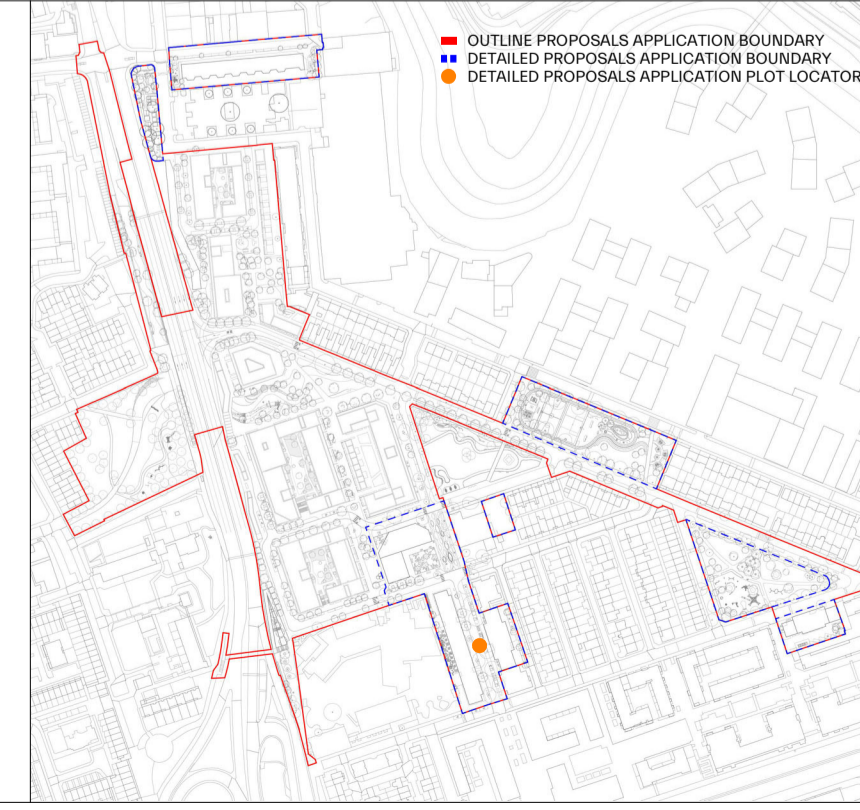 OUTLINE PROPOSALS APPLICATION BOUNDARY
DETAILED PROPOSALS APPLICATION BOUNDARY
DETAILED PROPOSALS APPLICATION PLOT LOCATOR